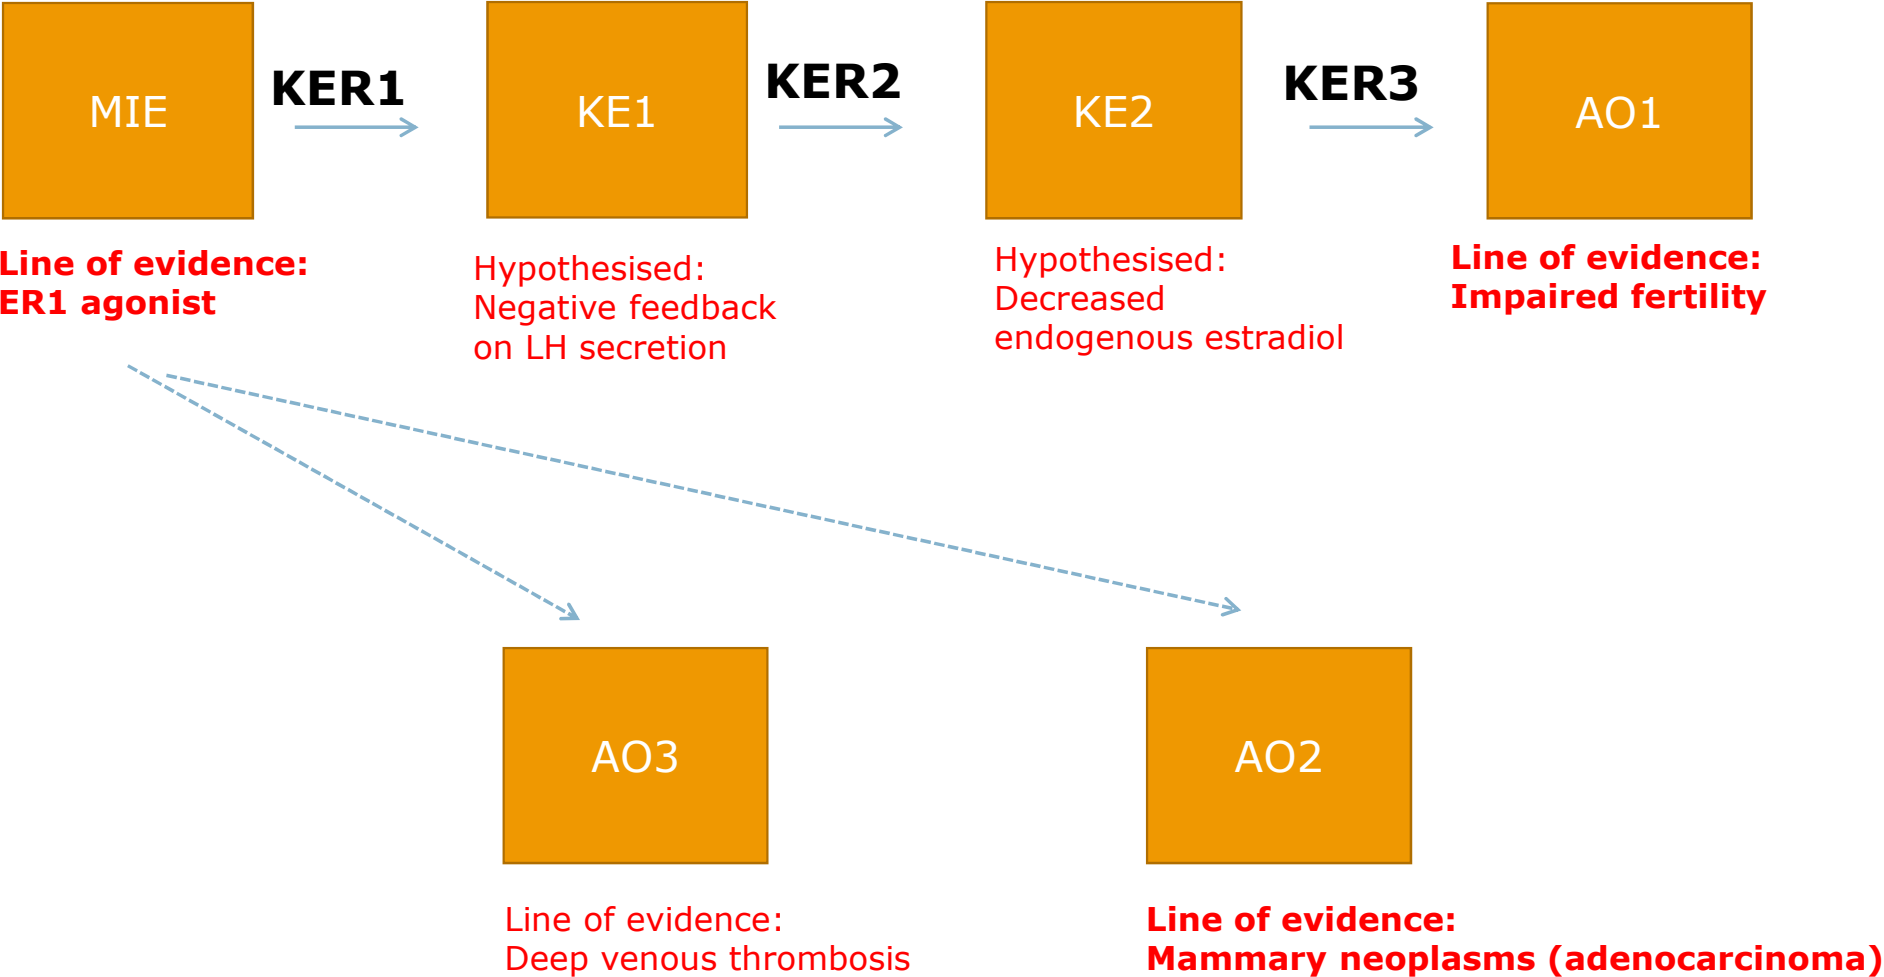 MIE
KER1
KE1
KER2
KE2
KER3
AO1
Line of evidence:
ER1 agonist
Hypothesised:
Negative feedback
on LH secretion
Hypothesised:
Decreased
endogenous estradiol
Line of evidence:
Impaired fertility
AO3
AO2
Line of evidence:
Deep venous thrombosis
Line of evidence:
Mammary neoplasms (adenocarcinoma)